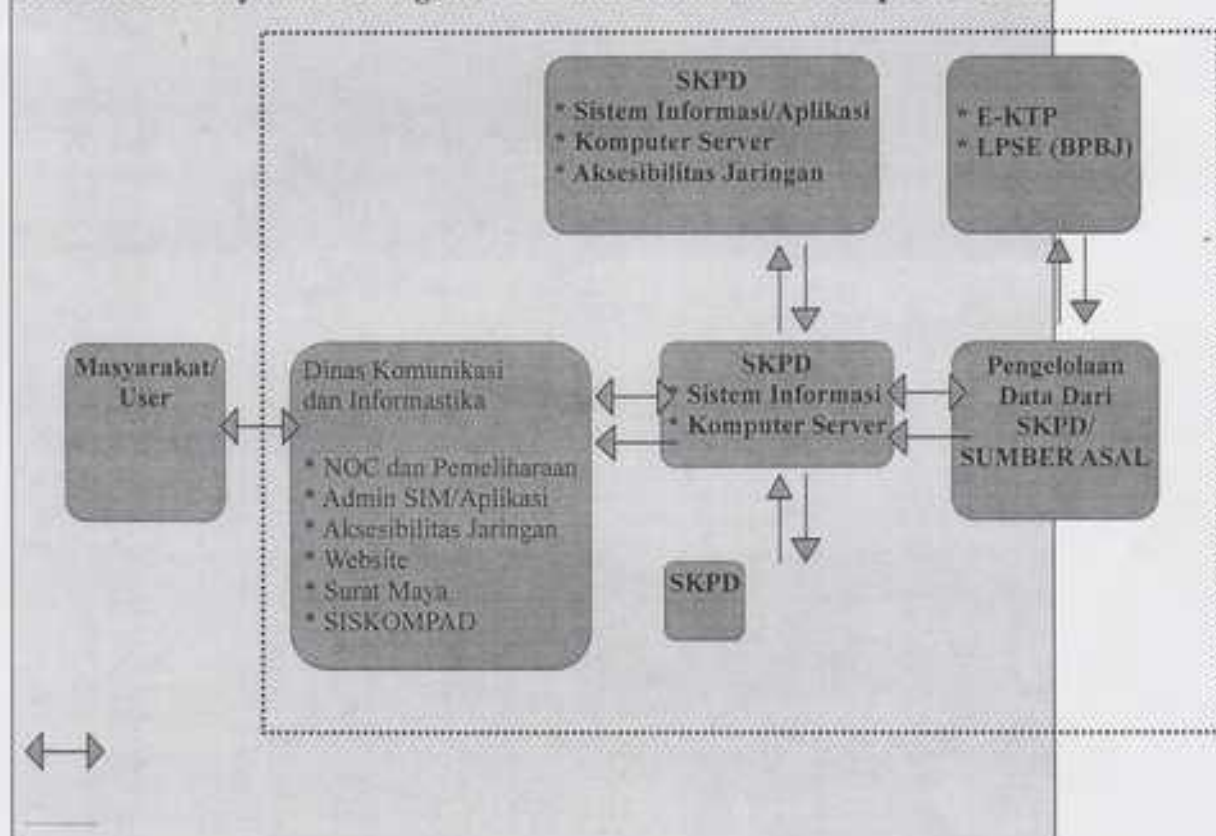 SKPD
* Sistem Informasi/Aplikasi
* Komputer Server
* Aksesibilitas Jaringan
* E-KTP
* LPSE (BPBJ)
Masyarakat/
User
Dinas Komunikasi
dan Informastika
* NOC dan Pemeliharaan
* Admin SIM/Aplikasi
* Aksesibilitas Jaringan
* Website
* Surat Maya
* SISKOMPAD
SKPD
* Sistem Informasi
* Komputer Server
Pengelolaan
Data Dari
SKPD/
SUMBER ASAL
SKPD